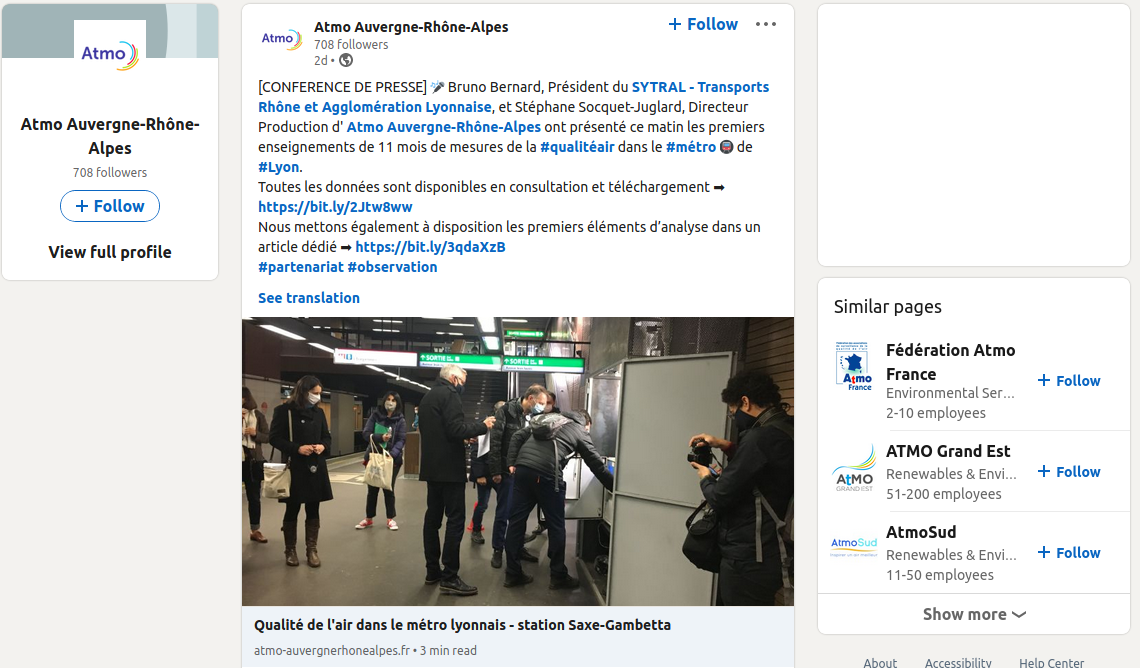 Atmo
Atmo Auvergne-Rhône-
Alpes
708 followers
+ Follow
View full profile
Atmo
Atmo Auvergne-Rhône-Alpes
708 followers
2d •
+ Follow
[CONFERENCE DE PRESSE] Bruno Bernard, Président du SYTRAL - Transports
Rhône et Agglomération Lyonnaise, et Stéphane Socquet-Juglard, Directeur
Production d' Atmo Auvergne-Rhône-Alpes ont présenté ce matin les premiers
enseignements de 11 mois de mesures de la #qualitéair dans le #métro de
#Lyon.
Toutes les données sont disponibles en consultation et téléchargement ➡
https://bit.ly/2Jtw8ww
Nous mettons également à disposition les premiers éléments d’analyse dans un
article dédié ➡ https://bit.ly/3qdaXzB
#partenariat #observation
See translation
SORTIE
SORTIE
Qualité de l'air dans le métro lyonnais - station Saxe-Gambetta
atmo-auvergnerhonealpes.fr • 3 min read
Similar pages
Atmo
France
Fédération Atmo
France
Environmental Ser...
2-10 employees
+ Follow
AtMO
GRAND EST
ATMO Grand Est
Renewables & Envi...
51-200 employees
+ Follow
AtmoSud
AtmoSud
Renewables & Envi...
11-50 employees
+ Follow
Show more
About Accessibility Help Center